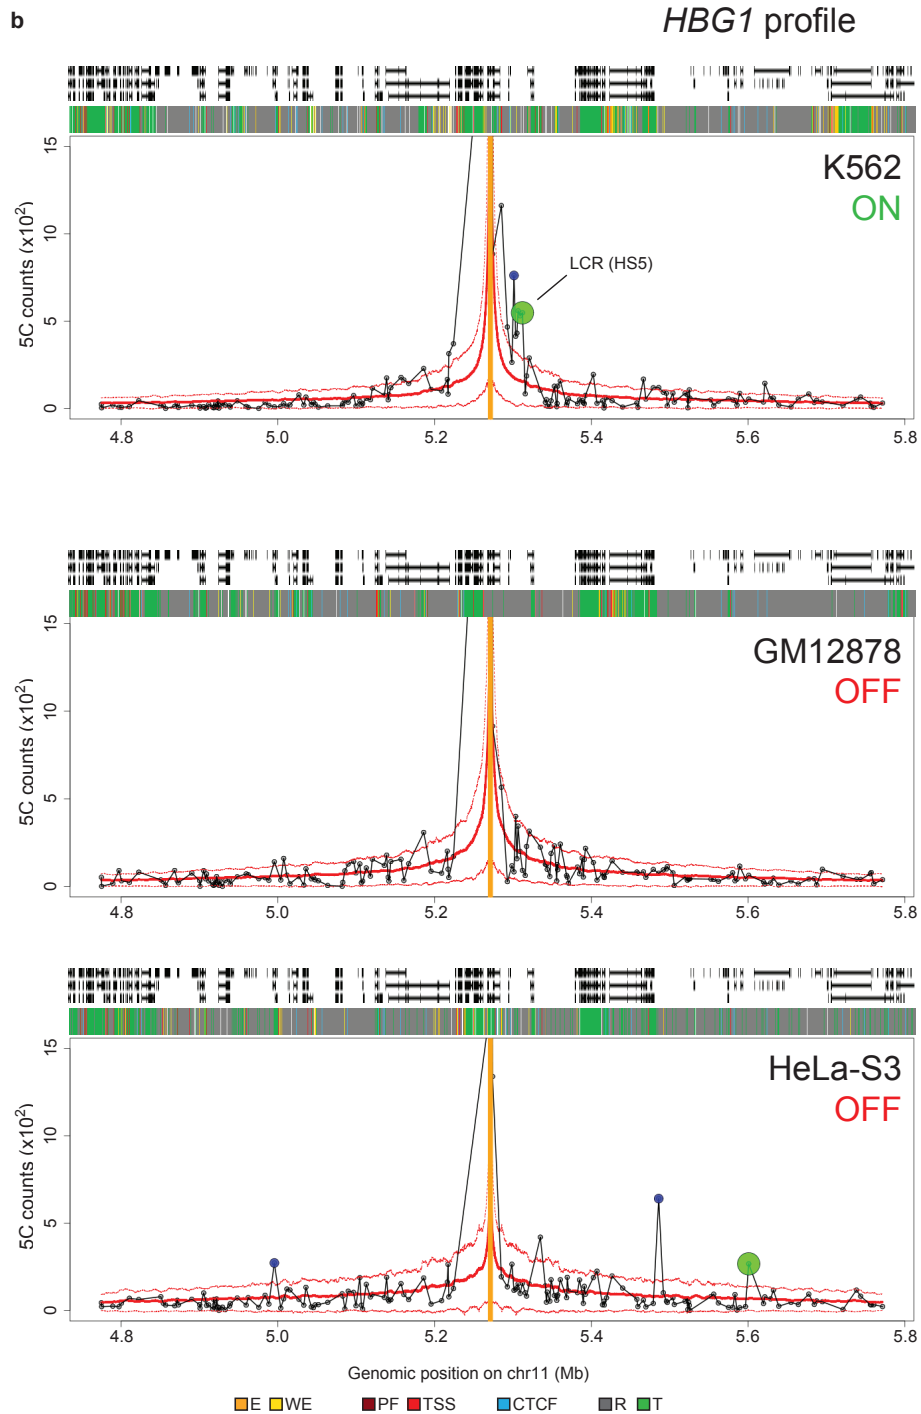 b
HBG1 profile
K562
ON
LCR (HS5)
5C counts (x10²)
15
10
5
0
4.8 5.0 5.2 5.4 5.6 5.8
GM12878
OFF
5C counts (x10²)
15
10
5
0
4.8 5.0 5.2 5.4 5.6 5.8
HeLa-S3
OFF
5C counts (x10²)
15
10
5
0
4.8 5.0 5.2 5.4 5.6 5.8
Genomic position on chr11 (Mb)
E WE PF TSS CTCF R T